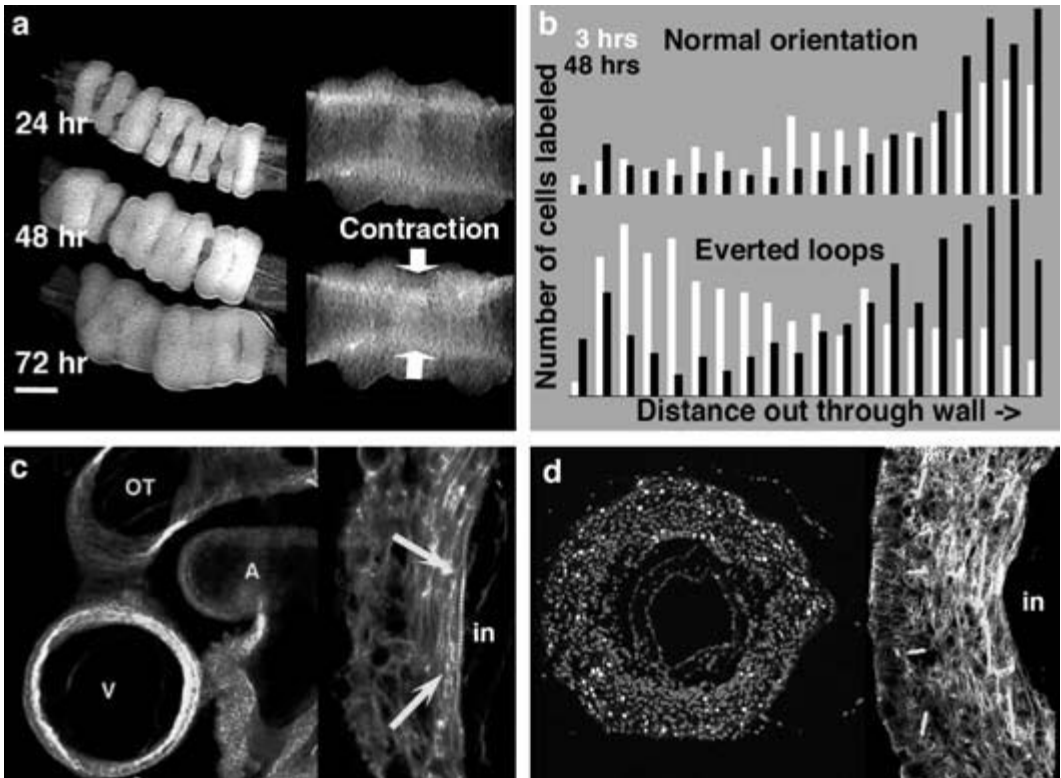 a
24 hr
48 hr
72 hr
Contraction
b
3 hrs
48 hrs
Normal orientation
Number of cells labeled
Everted loops
Distance out through wall ->
c
OT
A
V
in
d
in